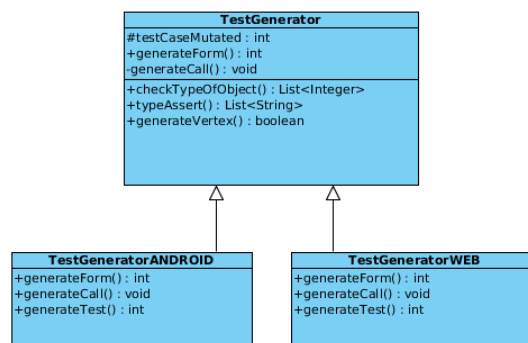 TestGenerator
#testCaseMutated : int
+generateForm() : int
-generateCall() : void
+checkTypeOfObject() : List<Integer>
+typeAssert() : List<String>
+generateVertex() : boolean
TestGeneratorANDROID
+generateForm() : int
+generateCall() : void
+generateTest() : int
TestGeneratorWEB
+generateForm() : int
+generateCall() : void
+generateTest() : int